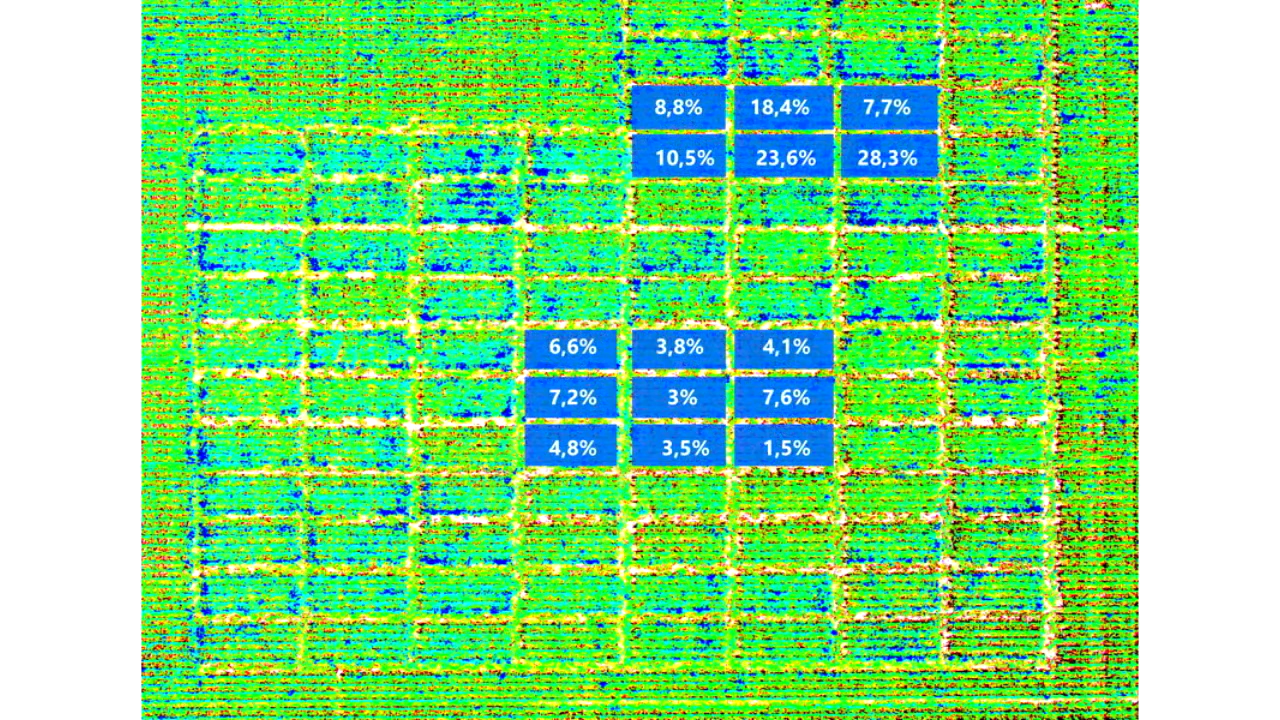 8,8% 18,4% 7,7%
10,5% 23,6% 28,3%
6,6% 3,8% 4,1%
7,2% 3% 7,6%
4,8% 3,5% 1,5%